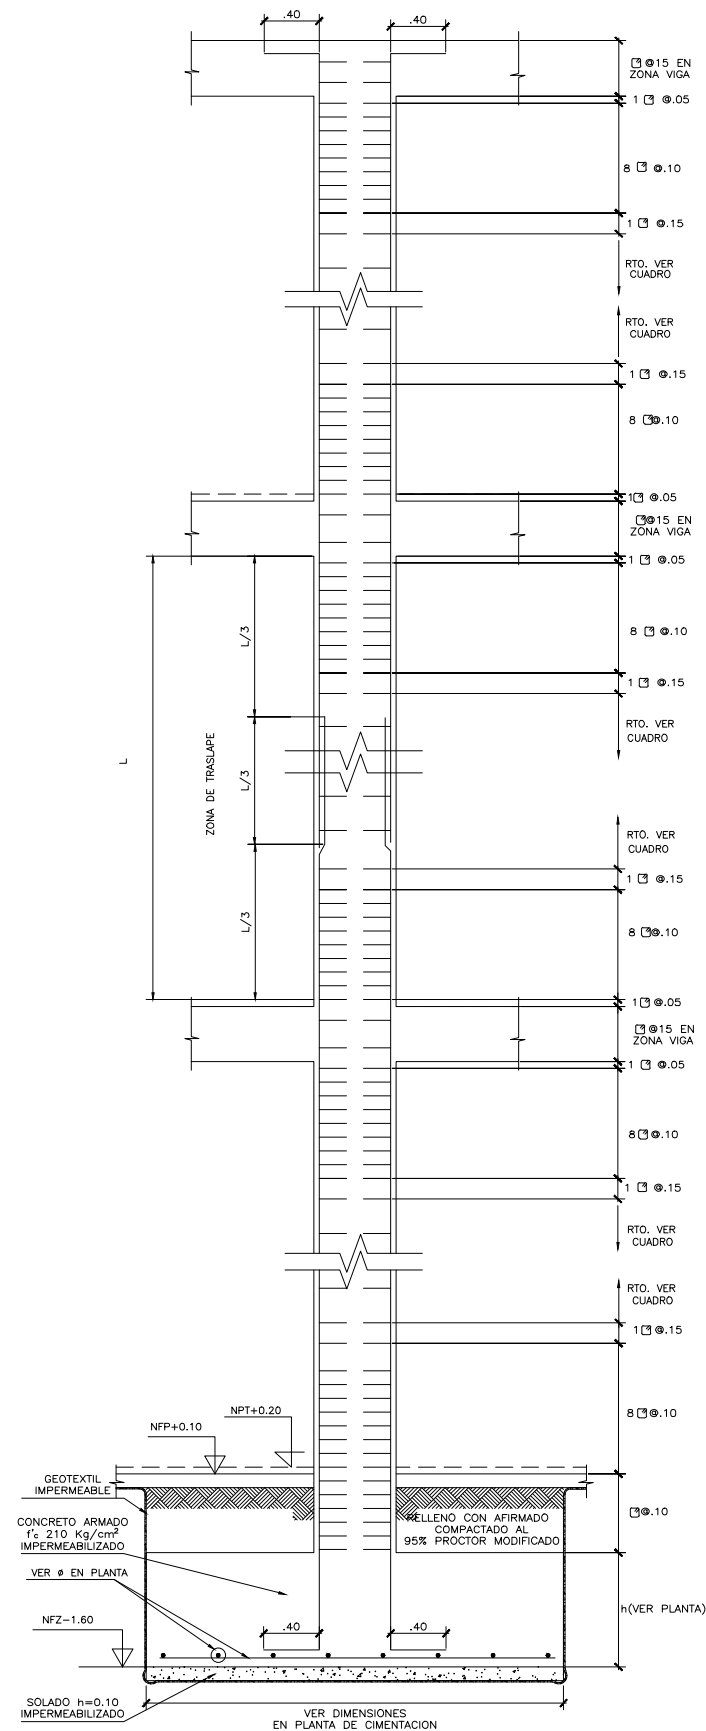 .40
.40
@15 EN
ZONA VIGA
1 @.05
8 @.10
1 @.15
RTO. VER
CUADRO
RTO. VER
CUADRO
1 @.15
8 @.10
1 @.05
@15 EN
ZONA VIGA
1 @.05
8 @.10
1 @.15
RTO. VER
CUADRO
L
ZONA DE TRASLAPE
L/3
L/3
L/3
RTO. VER
CUADRO
1 @.15
8 @.10
1 @.05
@15 EN
ZONA VIGA
1 @.05
8 @.10
1 @.15
RTO. VER
CUADRO
RTO. VER
CUADRO
1 @.15
8 @.10
NPT+0.20
NFP+0.10
GEOTEXTIL
IMPERMEABLE
CONCRETO ARMADO
f'c 210 Kg/cm²
IMPERMEABILIZADO
RELLENO CON AFIRMADO
COMPACTADO AL
95% PROCTOR MODIFICADO
@.10
VER ø EN PLANTA
h(VER PLANTA)
NFZ-1.60
.40
.40
SOLADO h=0.10
IMPERMEABILIZADO
VER DIMENSIONES
EN PLANTA DE CIMENTACION